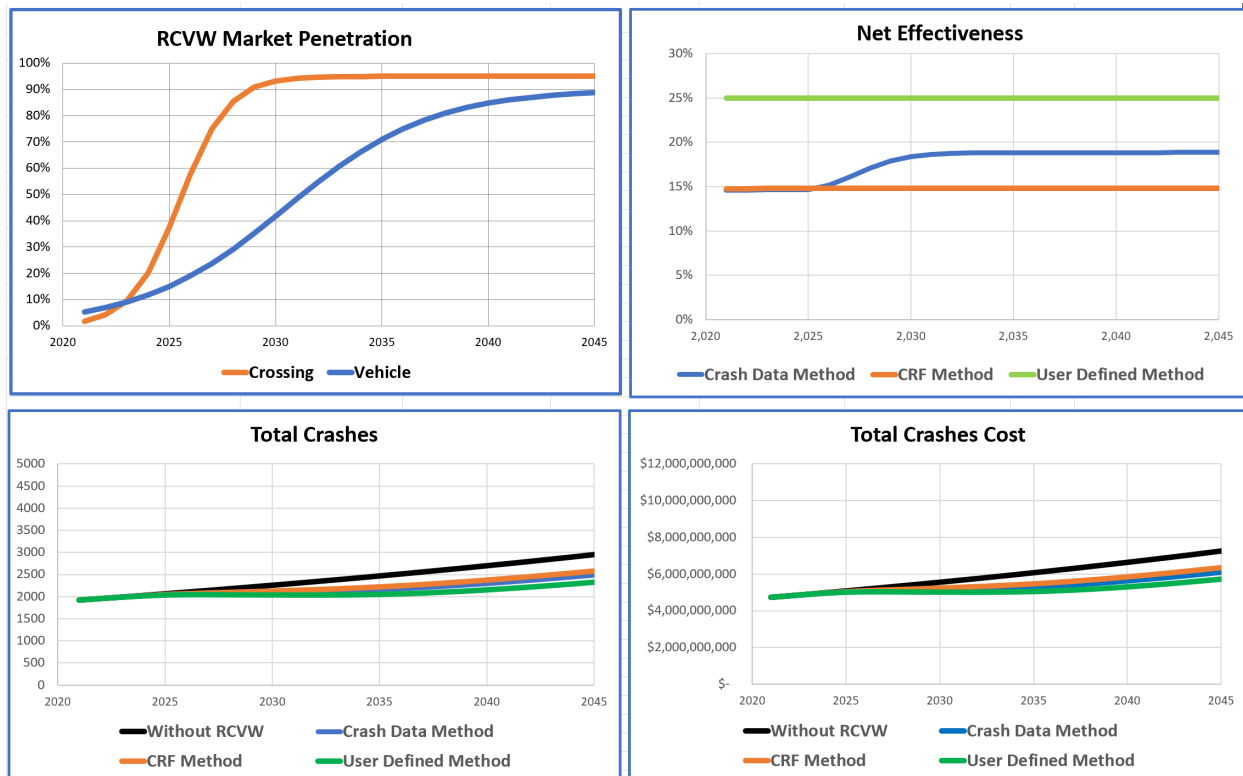 RCVW Market Penetration
100%
90%
80%
70%
60%
50%
40%
30%
20%
10%
0%
2020 2025 2030 2035 2040 2045
Crossing Vehicle
Net Effectiveness
30%
25%
20%
15%
10%
5%
0%
2,020 2,025 2,030 2,035 2,040 2,045
Crash Data Method CRF Method User Defined Method
Total Crashes
5000
4500
4000
3500
3000
2500
2000
1500
1000
500
0
2020 2025 2030 2035 2040 2045
Without RCVW Crash Data Method
CRF Method User Defined Method
Total Crashes Cost
$12,000,000,000
$10,000,000,000
$8,000,000,000
$6,000,000,000
$4,000,000,000
$2,000,000,000
$-
2020 2025 2030 2035 2040 2045
Without RCVW Crash Data Method
CRF Method User Defined Method